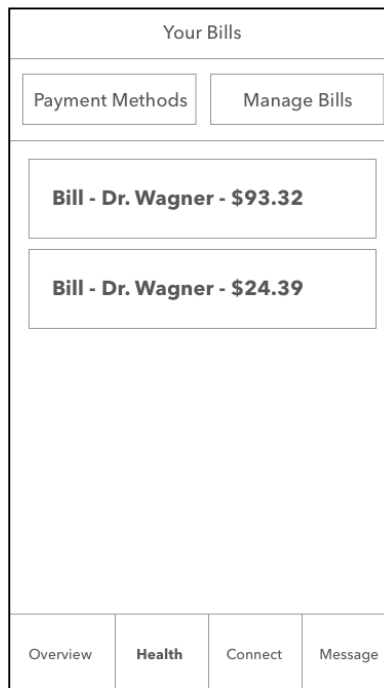 Your Bills
Payment Methods
Manage Bills
Bill - Dr. Wagner - $93.32
Bill - Dr. Wagner - $24.39
Overview
Health
Connect
Message